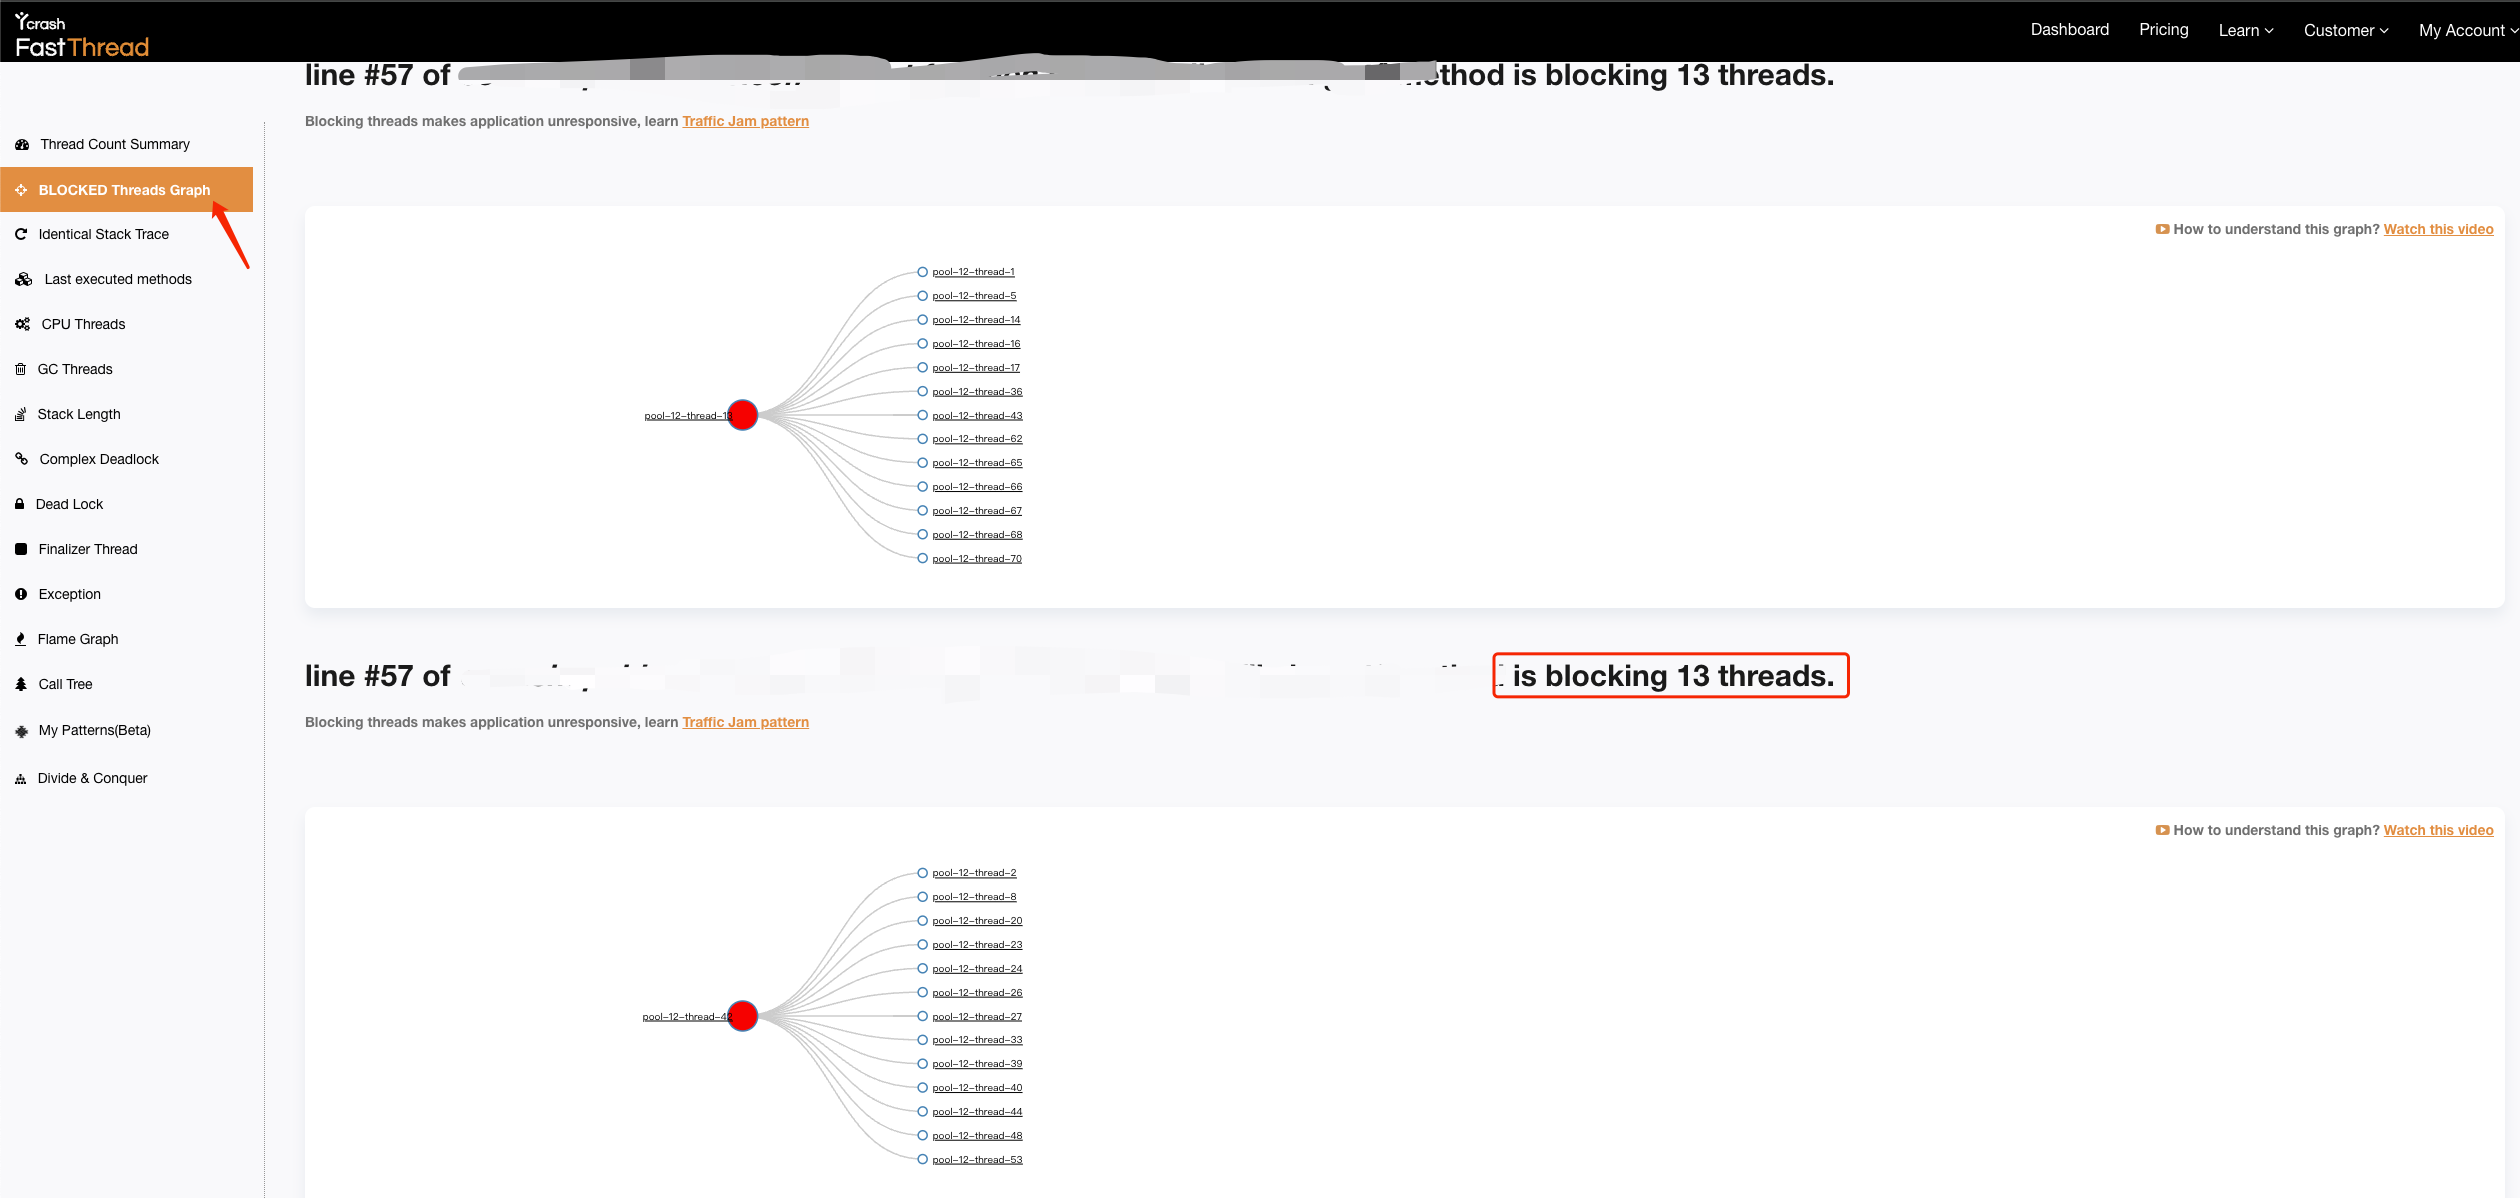 Ycrash
FastThread
Dashboard Pricing Learn Customer My Account
line #57 of method is blocking 13 threads.
Blocking threads makes application unresponsive, learn Traffic Jam pattern
Thread Count Summary
BLOCKED Threads Graph
Identical Stack Trace
Last executed methods
CPU Threads
GC Threads
Stack Length
Complex Deadlock
Dead Lock
Finalizer Thread
Exception
Flame Graph
Call Tree
My Patterns(Beta)
Divide & Conquer
How to understand this graph? Watch this video
pool-12-thread-1
pool-12-thread-5
pool-12-thread-14
pool-12-thread-16
pool-12-thread-17
pool-12-thread-36
pool-12-thread-43
pool-12-thread-62
pool-12-thread-65
pool-12-thread-66
pool-12-thread-67
pool-12-thread-68
pool-12-thread-70
line #57 of is blocking 13 threads.
Blocking threads makes application unresponsive, learn Traffic Jam pattern
How to understand this graph? Watch this video
pool-12-thread-2
pool-12-thread-8
pool-12-thread-20
pool-12-thread-23
pool-12-thread-24
pool-12-thread-26
pool-12-thread-42
pool-12-thread-27
pool-12-thread-33
pool-12-thread-39
pool-12-thread-40
pool-12-thread-44
pool-12-thread-48
pool-12-thread-53